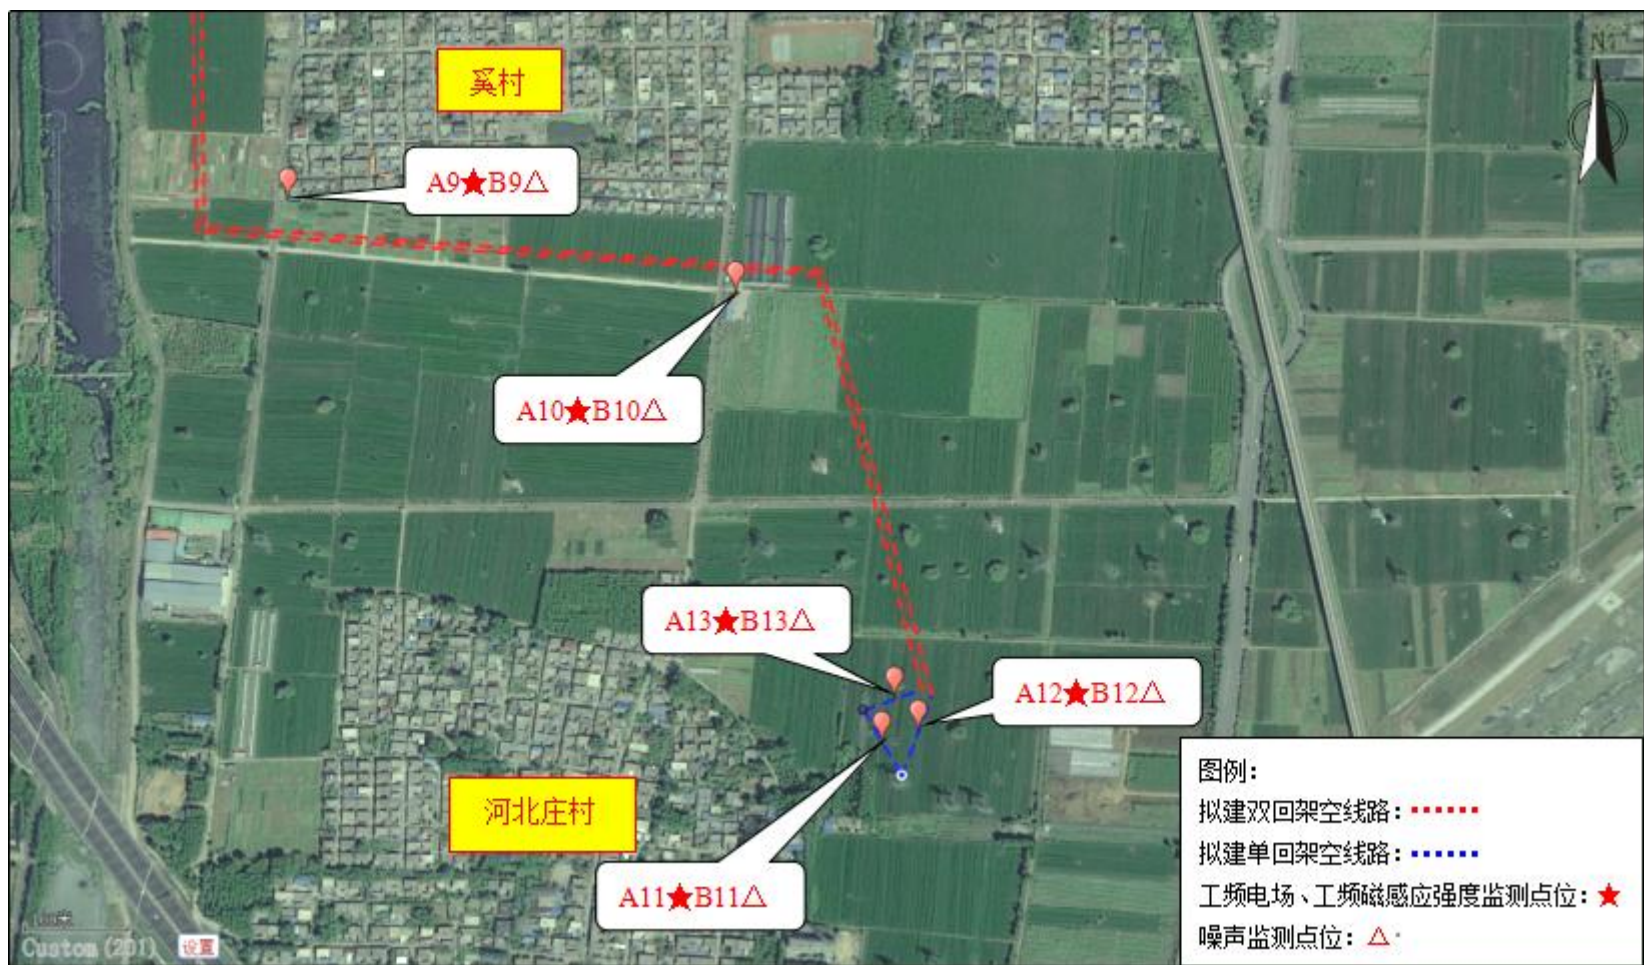 N
奚村
A9★B9△
A10★B10△
A13★B13△
A12★B12△
河北庄村
A11★B11△
图例：
拟建双回架空线路：
拟建单回架空线路：
工频电场、工频磁感应强度监测点位：★
噪声监测点位：△
Custom(201) 设置